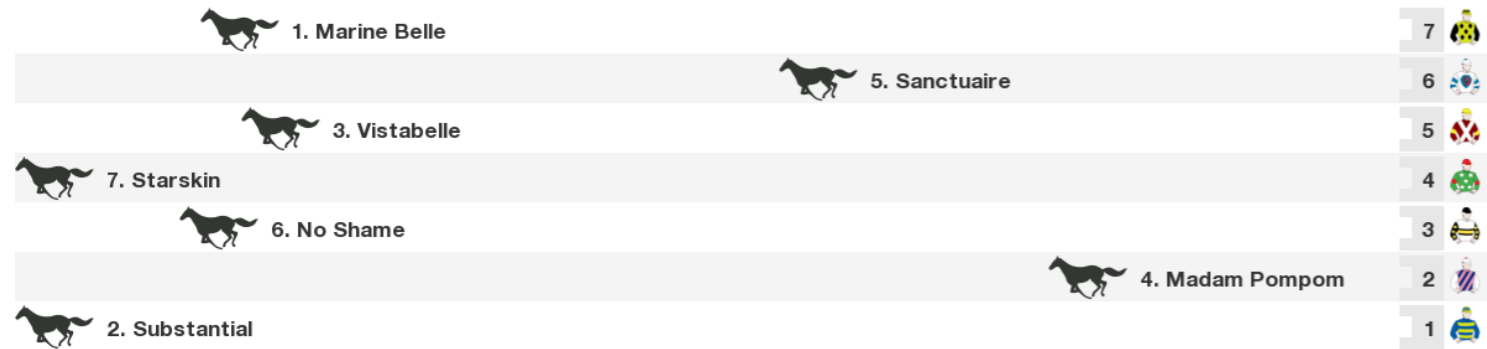 1. Marine Belle 7
5. Sanctuaire 6
3. Vistabelle 5
7. Starskin 4
6. No Shame 3
4. Madam Pompom 2
2. Substantial 1